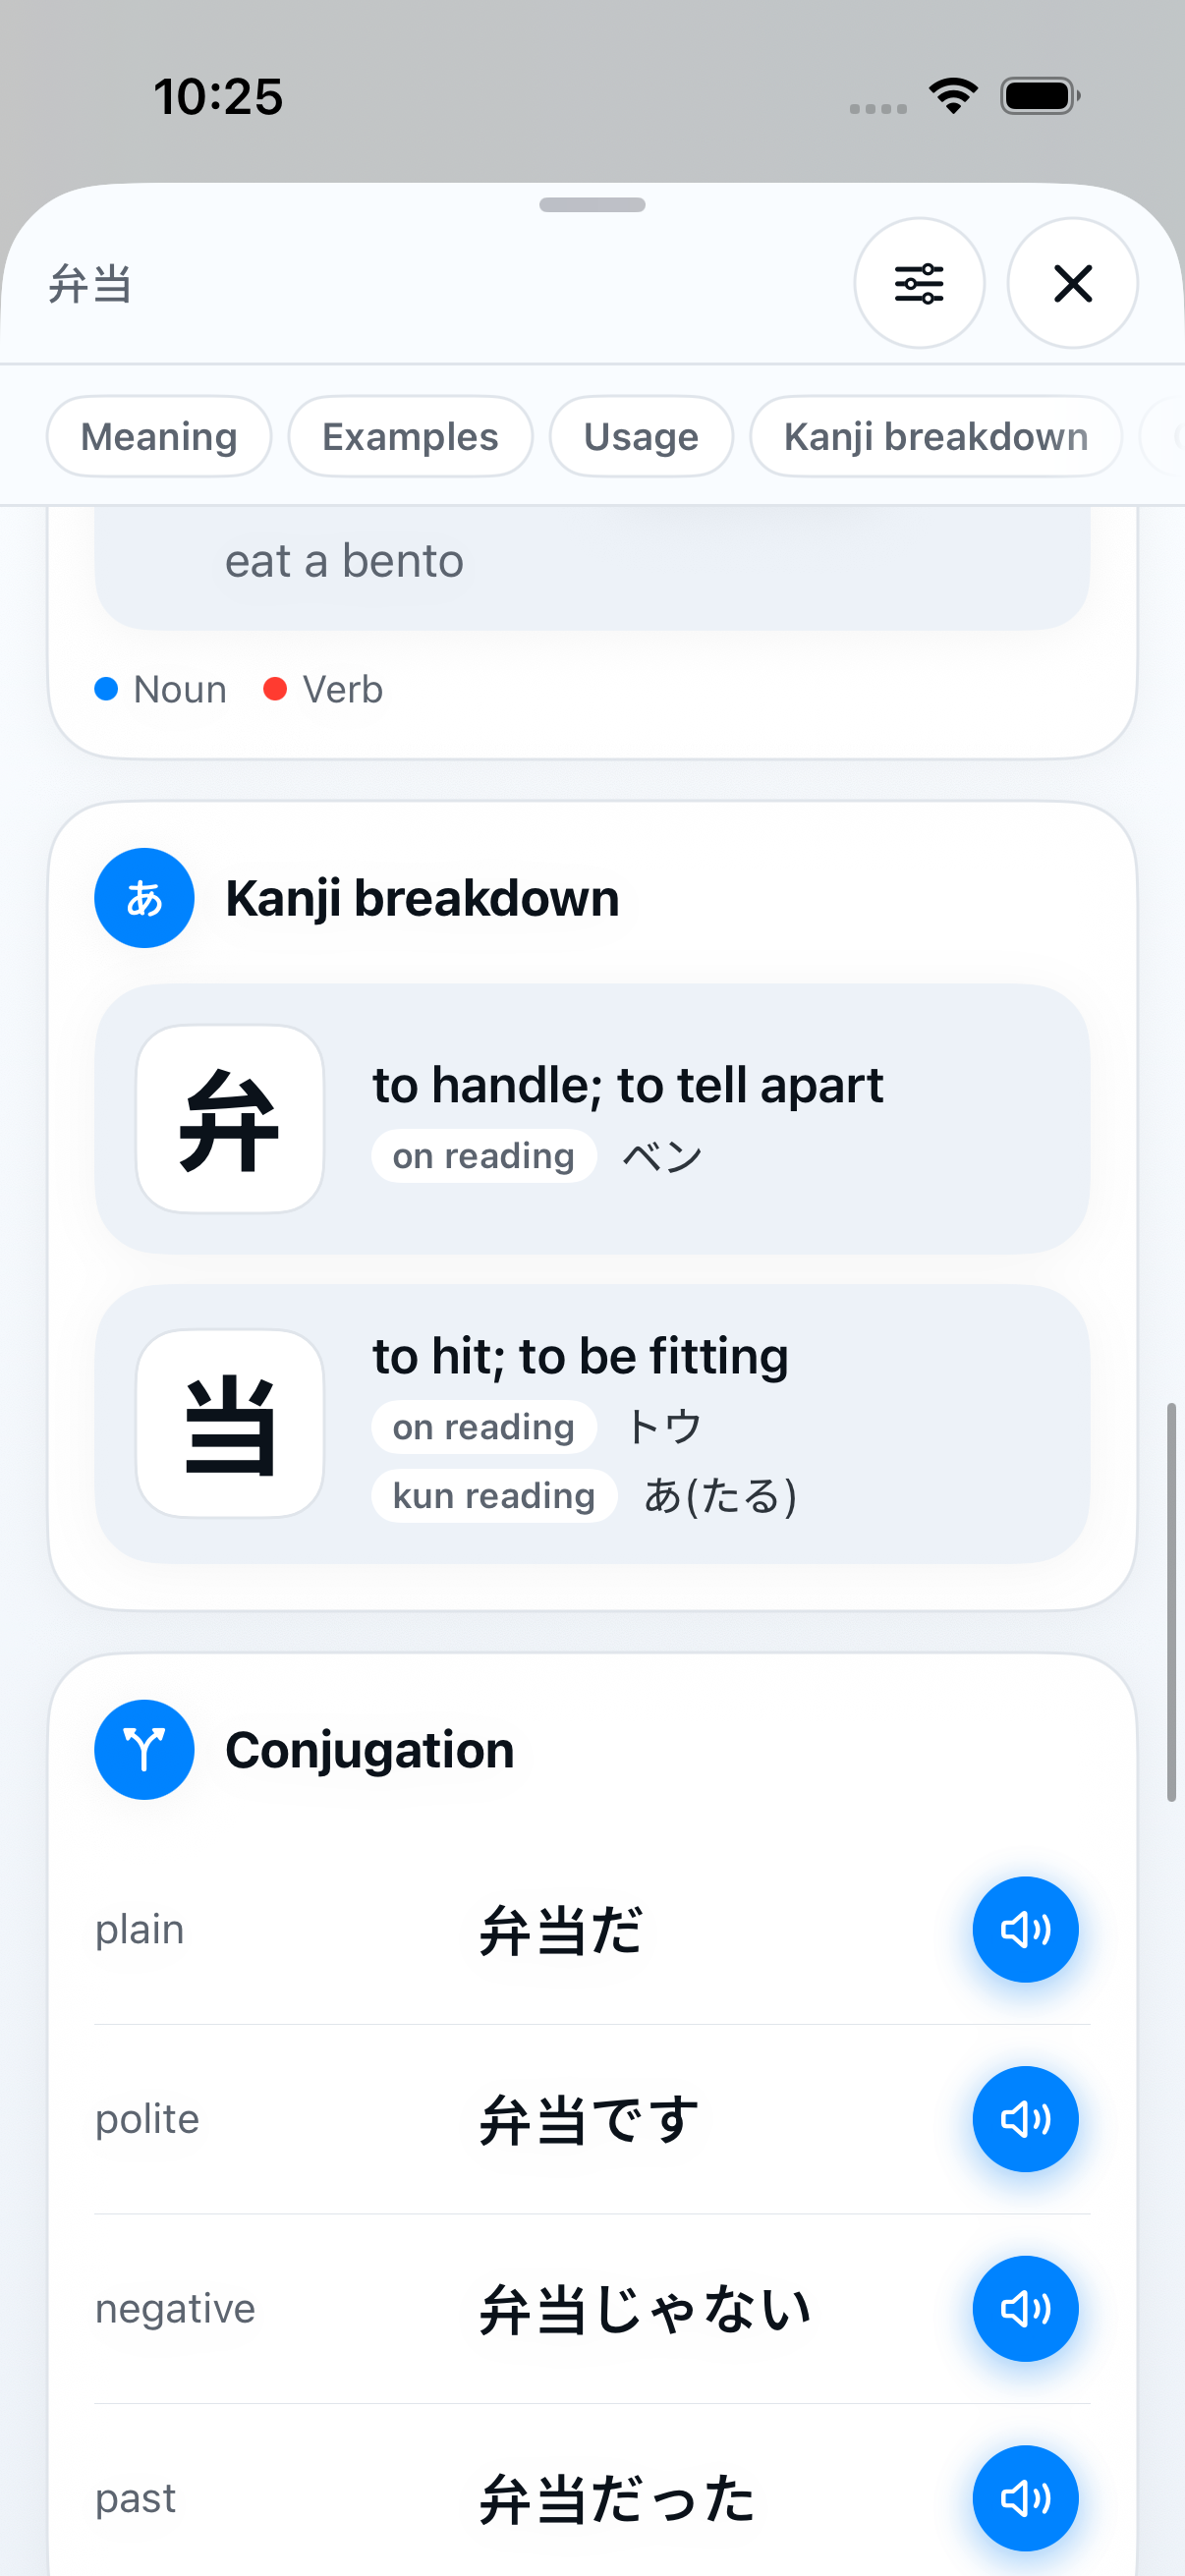 10:25
弁当
Meaning Examples Usage Kanji breakdown
eat a bento
Noun Verb
あ Kanji breakdown
弁
to handle; to tell apart
on reading ベン
当
to hit; to be fitting
on reading トウ
kun reading あ(たる)
Conjugation
plain 弁当だ
polite 弁当です
negative 弁当じゃない
past 弁当だった